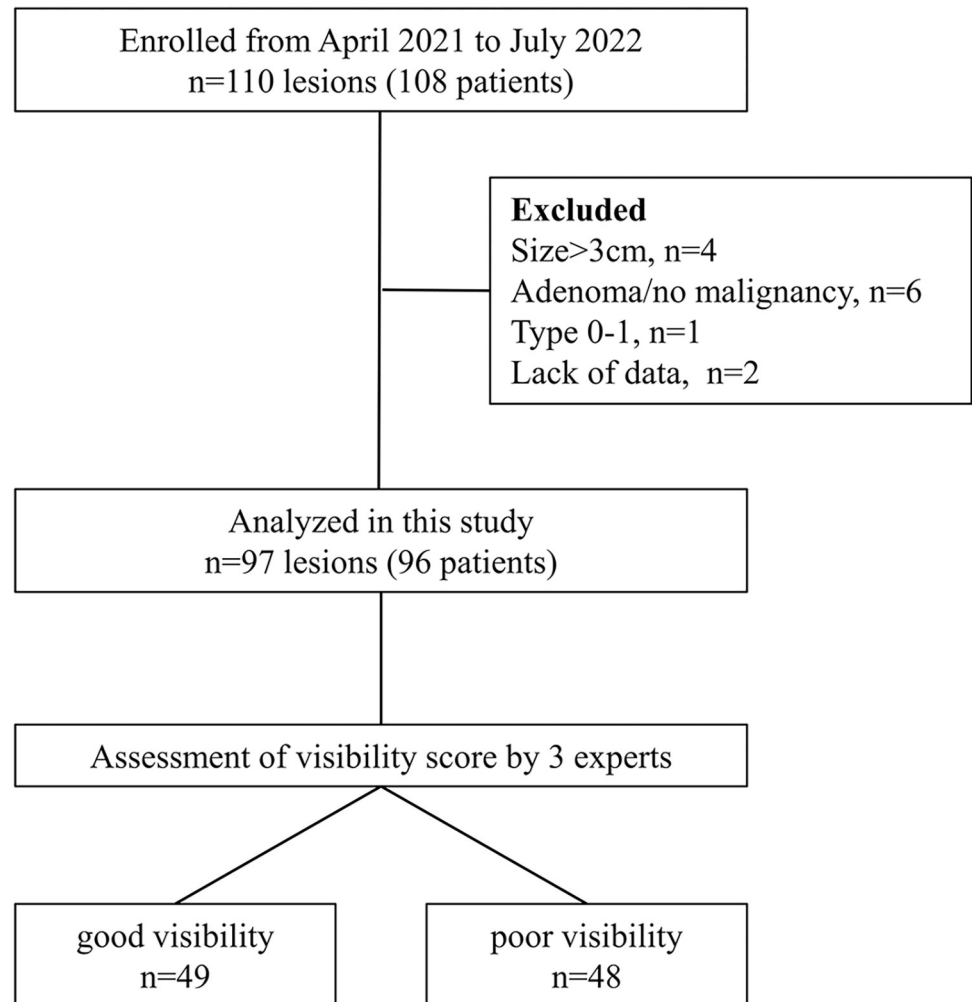 Enrolled from April 2021 to July 2022
n=110 lesions (108 patients)
Excluded
Size>3cm, n=4
Adenoma/no malignancy, n=6
Type 0-1, n=1
Lack of data,  n=2
Analyzed in this study
n=97 lesions (96 patients)
Assessment of visibility score by 3 experts
good visibility
n=49
poor visibility
n=48